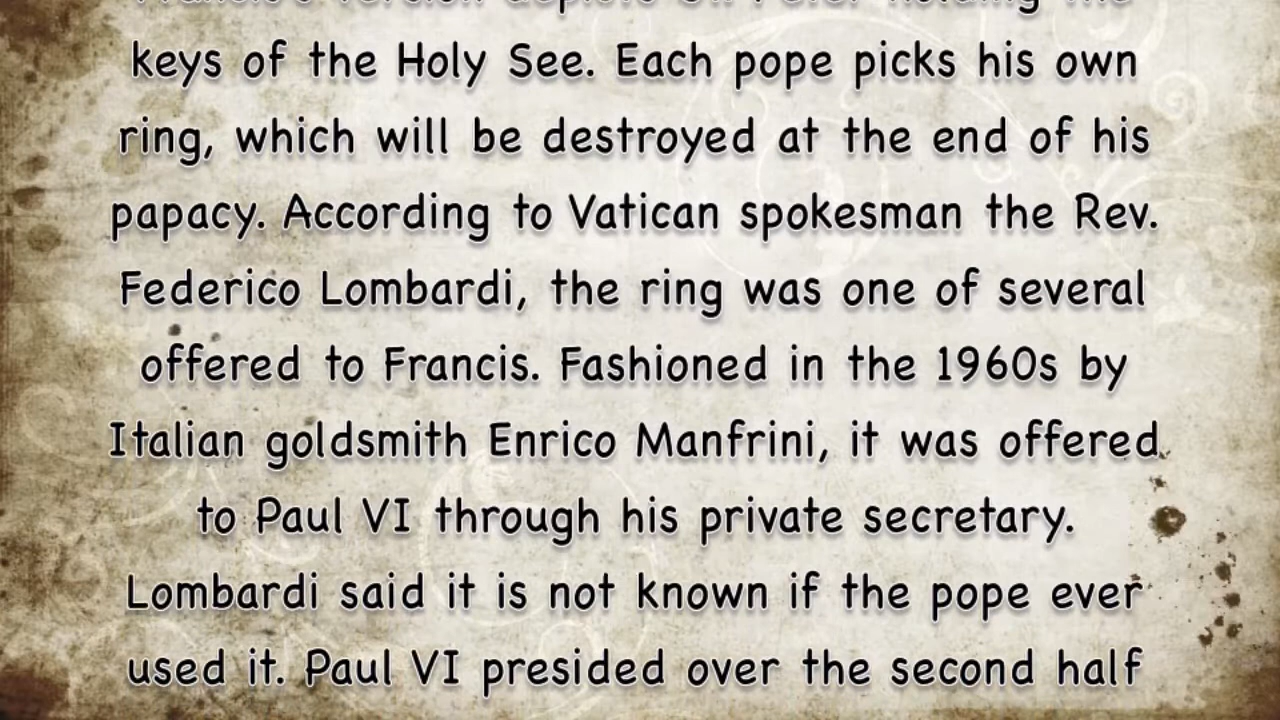 keys of the Holy See. Each pope picks his own
ring, which will be destroyed at the end of his
papacy. According to Vatican spokesman the Rev.
Federico Lombardi, the ring was one of several
offered to Francis. Fashioned in the 1960s by
Italian goldsmith Enrico Manfrini, it was offered
to Paul VI through his private secretary.
Lombardi said it is not known if the pope ever
used it. Paul VI presided over the second half